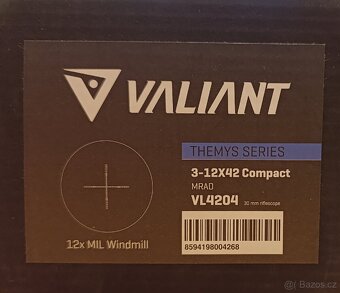 VALIANT
THEMYS SERIES
3-12X42 Compact
MRAD
VL4204 30 mm riflescope
12x MIL Windmill
8594198004268
Bazos.cz